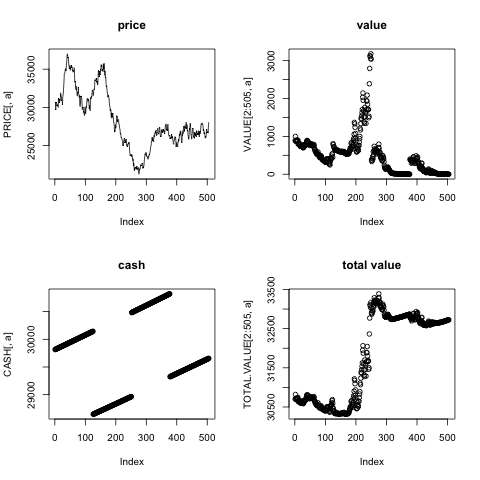 price
PRICE[, a]
25000 30000 35000
0 100 200 300 400 500
Index
value
VALUE[2:505, a]
0 1000 2000 3000
0 100 200 300 400 500
Index
cash
CASH[, a]
29000 30000
0 100 200 300 400 500
Index
total value
TOTAL.VALUE[2:505, a]
30500 31500 32500 33500
0 100 200 300 400 500
Index